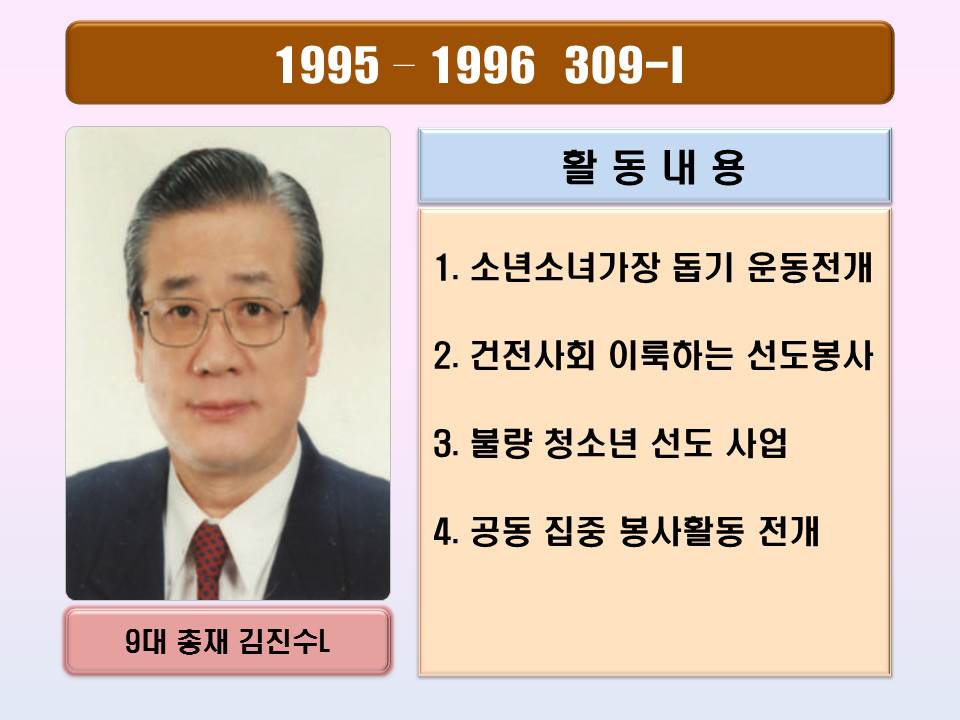 1995 – 1996 309-I
활 동 내 용
1. 소년소녀가장 돕기 운동전개
2. 건전사회 이룩하는 선도봉사
3. 불량 청소년 선도 사업
4. 공동 집중 봉사활동 전개
9대 총재 김진수L